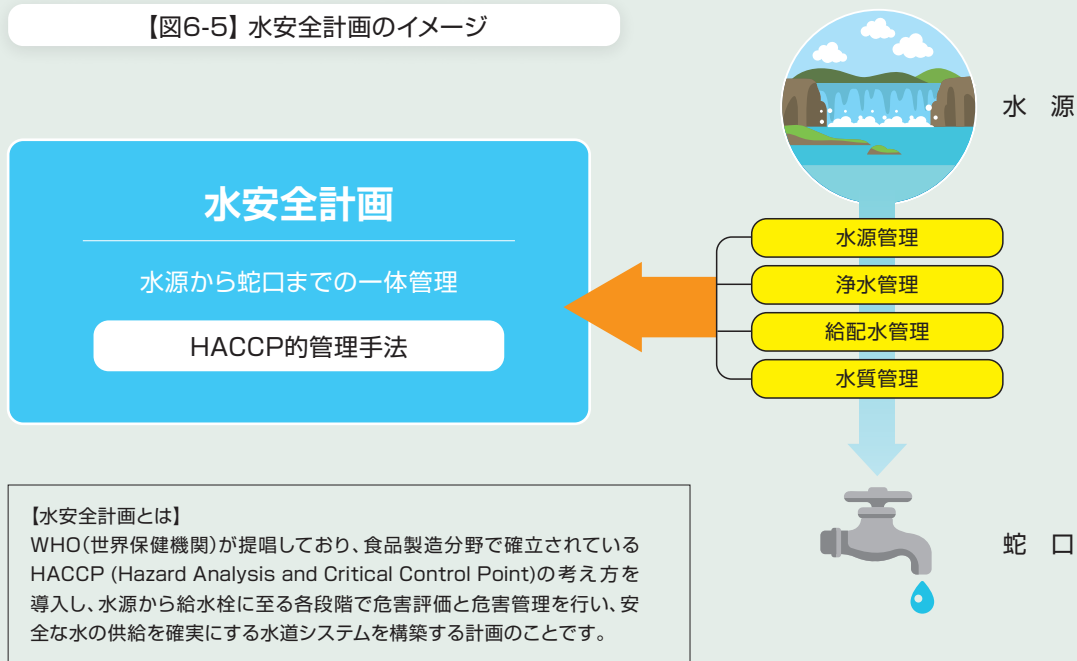 【図6-5】 水安全計画のイメージ
水安全計画
水源から蛇口までの一体管理
HACCP的管理手法
水　源
水源管理
浄水管理
給配水管理
水質管理
蛇　口
【水安全計画とは】
WHO(世界保健機関)が提唱しており、食品製造分野で確立されている
HACCP (Hazard Analysis and Critical Control Point)の考え方を
導入し、水源から給水栓に至る各段階で危害評価と危害管理を行い、安
全な水の供給を確実にする水道システムを構築する計画のことです。